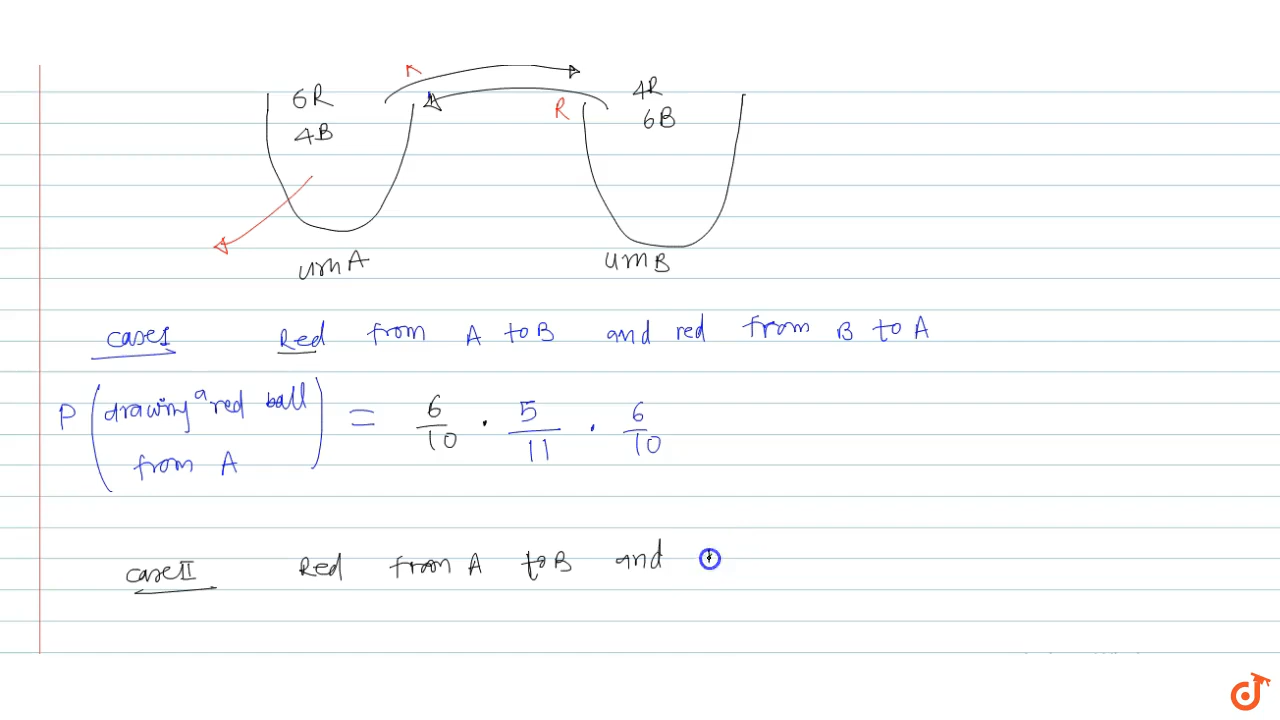 6R
4R
4B
R
6B
urn A
urn B
case I Red from A to B and red from B to A
P (drawing a red ball from A) = 6/10 · 5/11 · 6/10
case II Red from A to B and